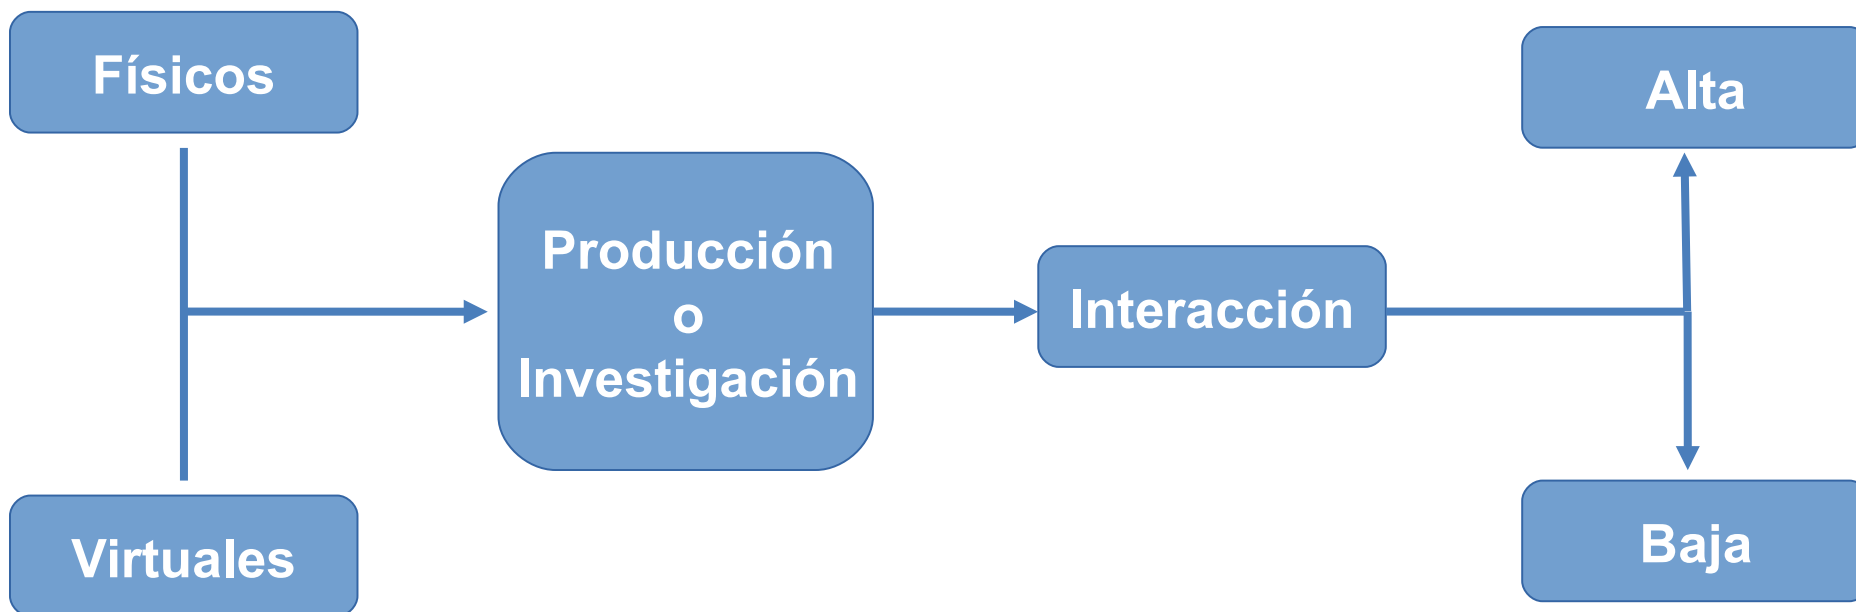 Físicos
Alta
Producción
o
Investigación
Interacción
Virtuales
Baja